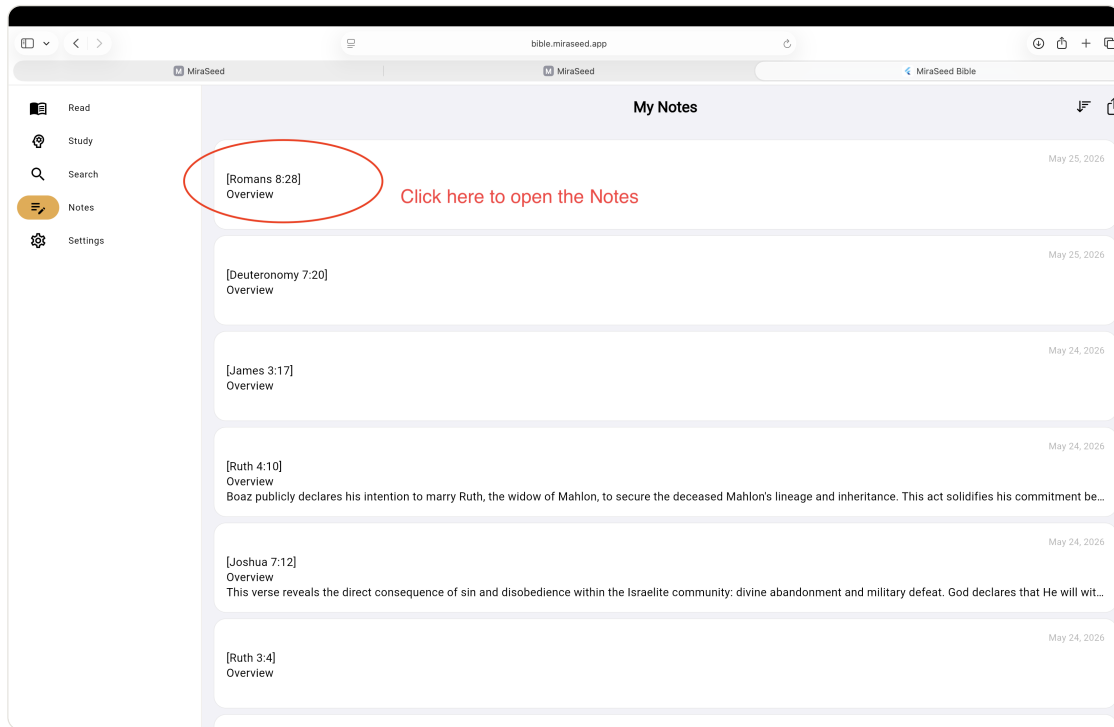 bible.miraseed.app
M MiraSeed
M MiraSeed
MiraSeed Bible
Read
Study
Search
Notes
Settings
My Notes
May 25, 2026
[Romans 8:28]
Overview
Click here to open the Notes
May 25, 2026
[Deuteronomy 7:20]
Overview
May 24, 2026
[James 3:17]
Overview
May 24, 2026
[Ruth 4:10]
Overview
Boaz publicly declares his intention to marry Ruth, the widow of Mahlon, to secure the deceased Mahlon's lineage and inheritance. This act solidifies his commitment be...
May 24, 2026
[Joshua 7:12]
Overview
This verse reveals the direct consequence of sin and disobedience within the Israelite community: divine abandonment and military defeat. God declares that He will wit...
May 24, 2026
[Ruth 3:4]
Overview